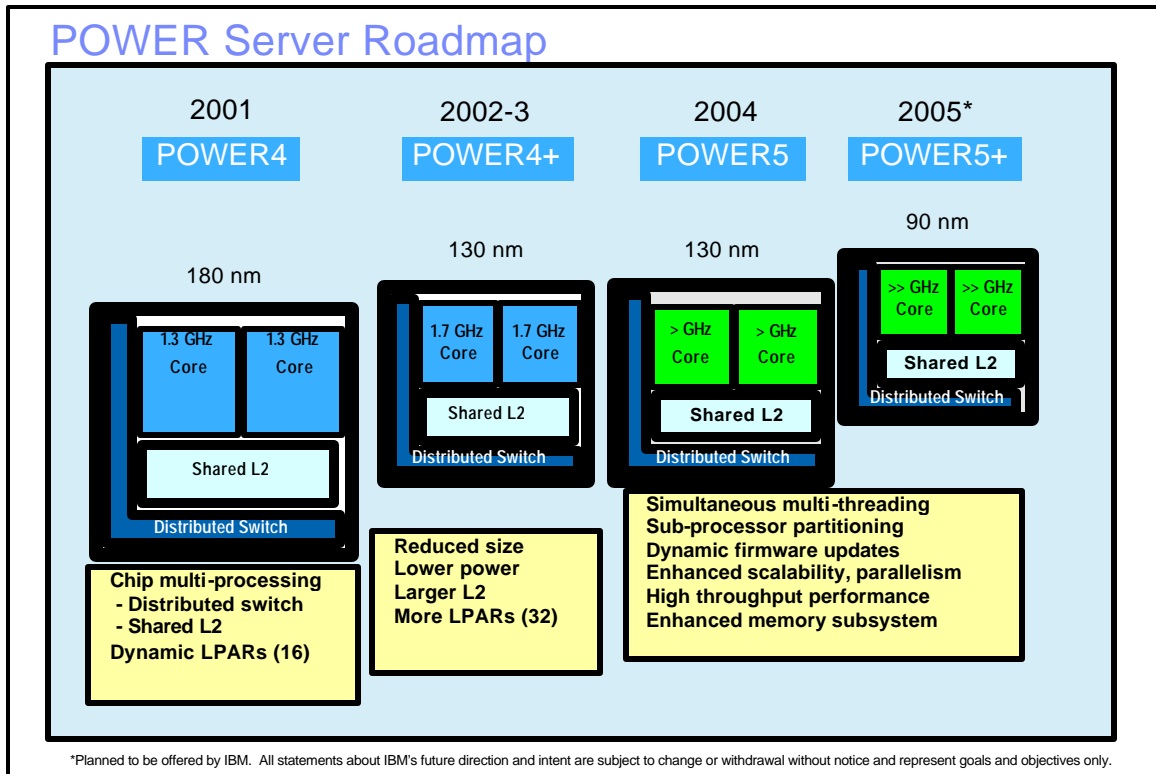 POWER Server Roadmap
2001
POWER4
2002-3
POWER4+
2004
POWER5
2005*
POWER5+
180 nm
1.3 GHz
Core
1.3 GHz
Core
Shared L2
Distributed Switch
Chip multi-processing
- Distributed switch
- Shared L2
Dynamic LPARs (16)
130 nm
1.7 GHz
Core
1.7 GHz
Core
Shared L2
Distributed Switch
Reduced size
Lower power
Larger L2
More LPARs (32)
130 nm
> GHz
Core
> GHz
Core
Shared L2
Distributed Switch
90 nm
>> GHz
Core
>> GHz
Core
Shared L2
Distributed Switch
Simultaneous multi-threading
Sub-processor partitioning
Dynamic firmware updates
Enhanced scalability, parallelism
High throughput performance
Enhanced memory subsystem
*Planned to be offered by IBM. All statements about IBM's future direction and intent are subject to change or withdrawal without notice and represent goals and objectives only.